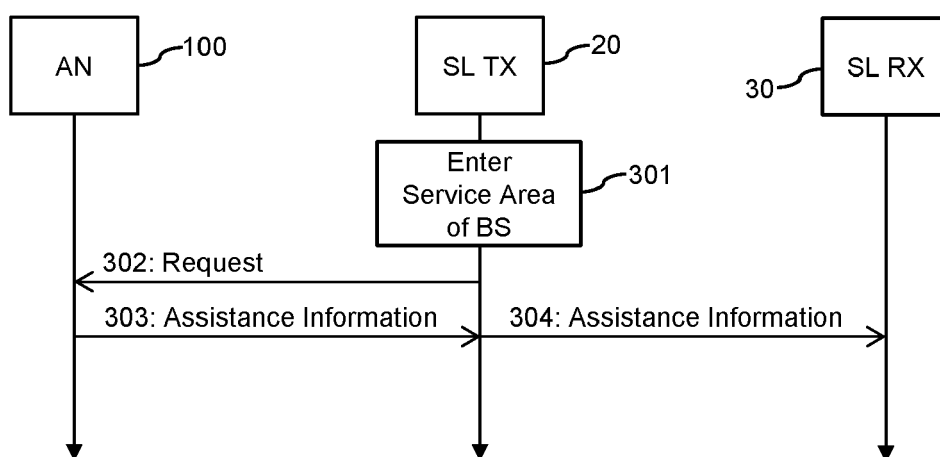 AN
100
SL TX
20
SL RX
30
Enter
Service Area
of BS
301
302: Request
303: Assistance Information
304: Assistance Information